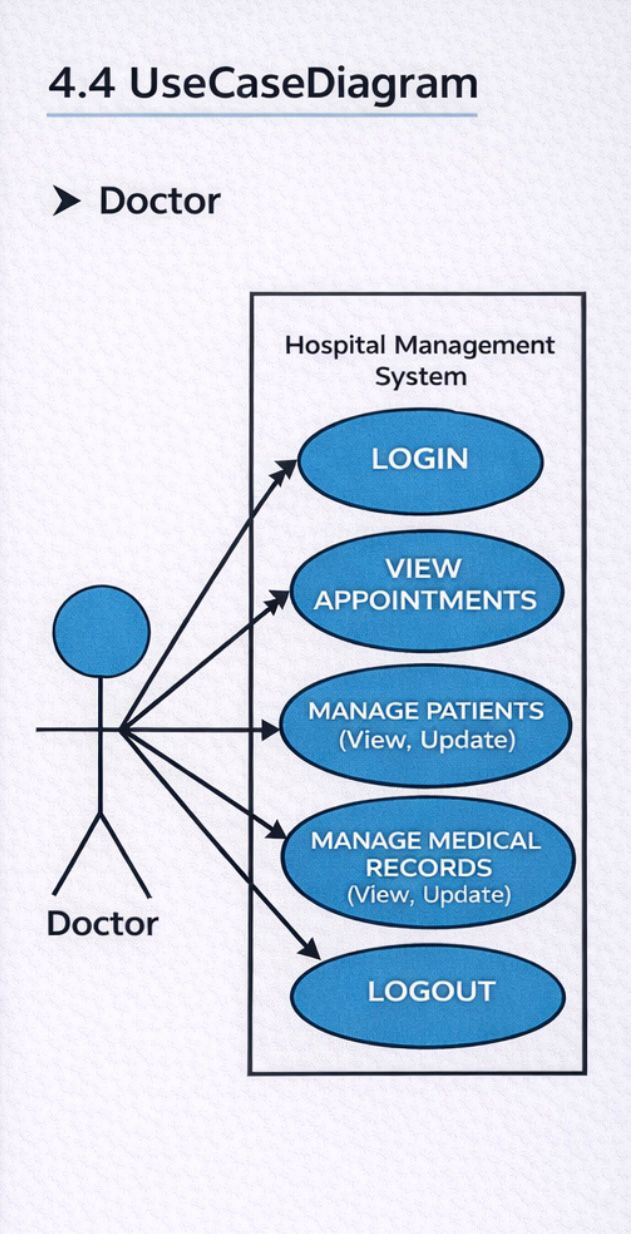 4.4 UseCaseDiagram
➤ Doctor
Hospital Management
System
LOGIN
VIEW
APPOINTMENTS
MANAGE PATIENTS
(View, Update)
MANAGE MEDICAL
RECORDS
(View, Update)
LOGOUT
Doctor